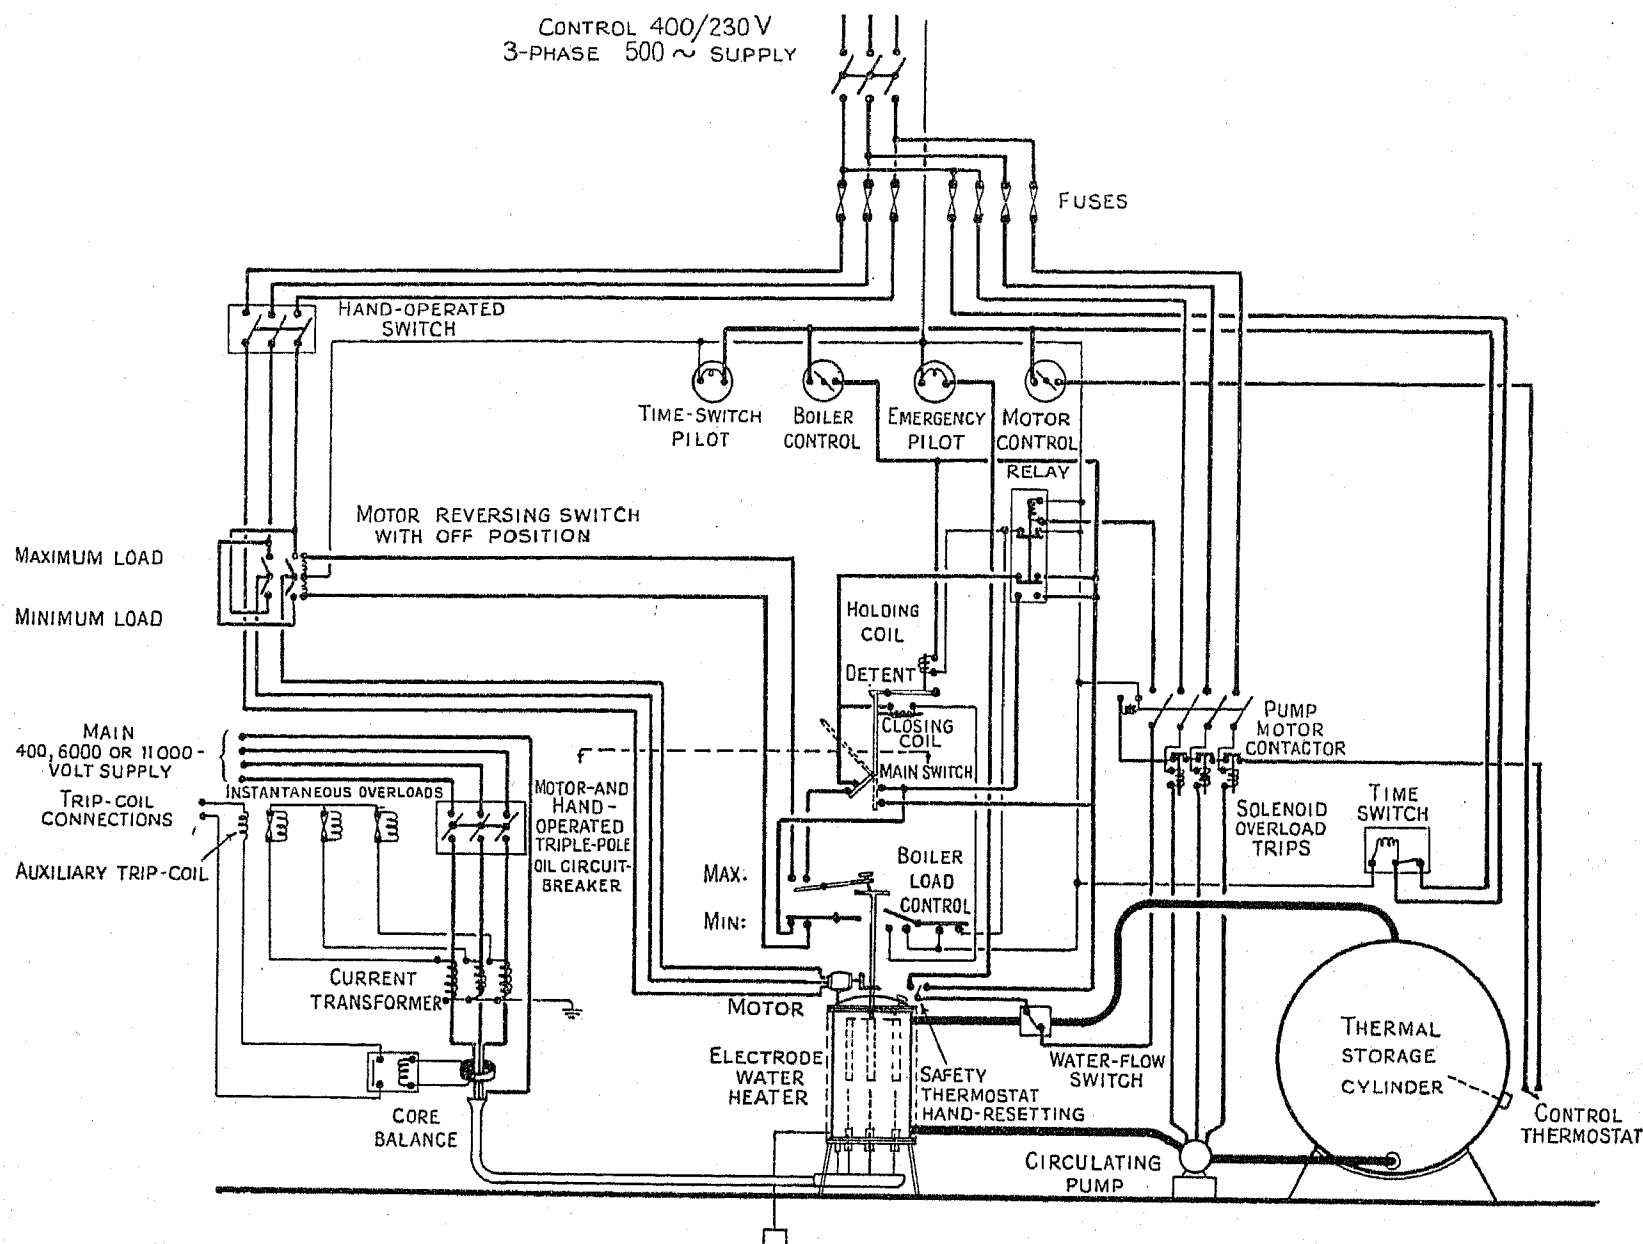 CONTROL 400/230 V
3-PHASE 500 ~ SUPPLY
FUSES
HAND-OPERATED
SWITCH
TIME-SWITCH
PILOT
BOILER
CONTROL
EMERGENCY
PILOT
MOTOR
CONTROL
RELAY
MOTOR REVERSING SWITCH
WITH OFF POSITION
MAXIMUM LOAD
MINIMUM LOAD
HOLDING
COIL
DETENT
CLOSING
COIL
MAIN SWITCH
PUMP
MOTOR
CONTACTOR
MAIN
400, 6000 OR 11000-
VOLT SUPPLY
TRIP-COIL
CONNECTIONS
INSTANTANEOUS OVERLOADS
AUXILIARY TRIP-COIL
MOTOR-AND
HAND-
OPERATED
TRIPLE-POLE
OIL CIRCUIT-
BREAKER
SOLENOID
OVERLOAD
TRIPS
TIME
SWITCH
MAX.
MIN:
BOILER
LOAD
CONTROL
CURRENT
TRANSFORMER
MOTOR
ELECTRODE
WATER
HEATER
SAFETY
THERMOSTAT
HAND-RESETTING
WATER-FLOW
SWITCH
THERMAL
STORAGE
CYLINDER
CONTROL
THERMOSTAT
CORE
BALANCE
CIRCULATING
PUMP